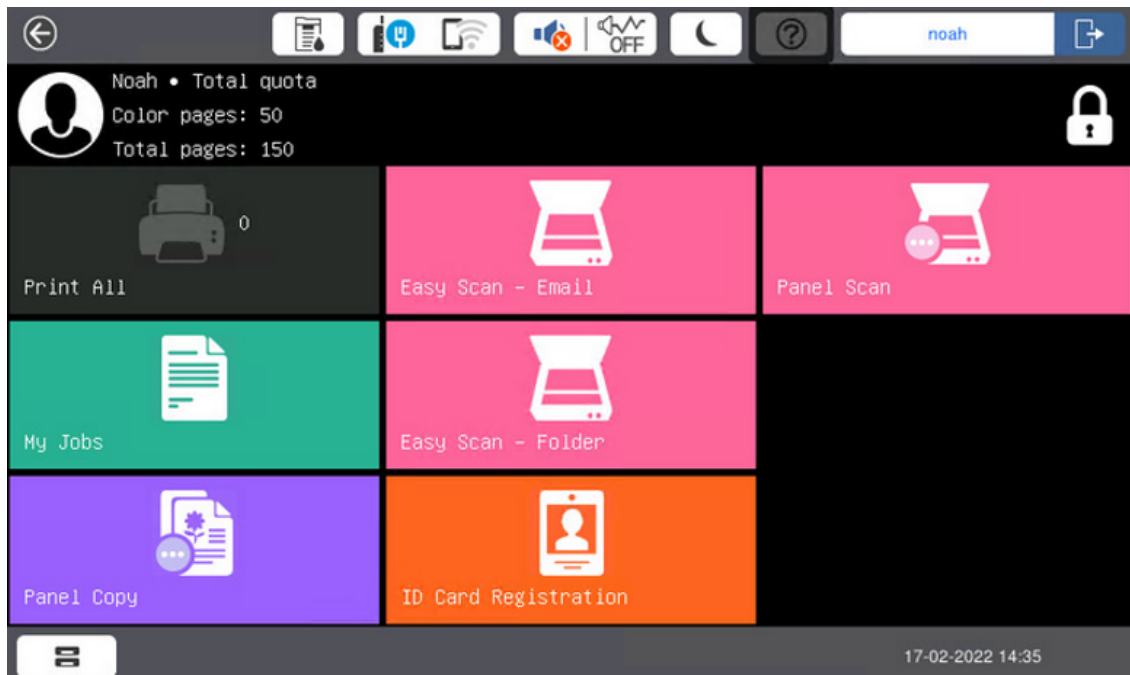 OFF
noah
Noah • Total quota
Color pages: 50
Total pages: 150
0
Print All
Easy Scan - Email
Panel Scan
My Jobs
Easy Scan - Folder
Panel Copy
ID Card Registration
17-02-2022 14:35